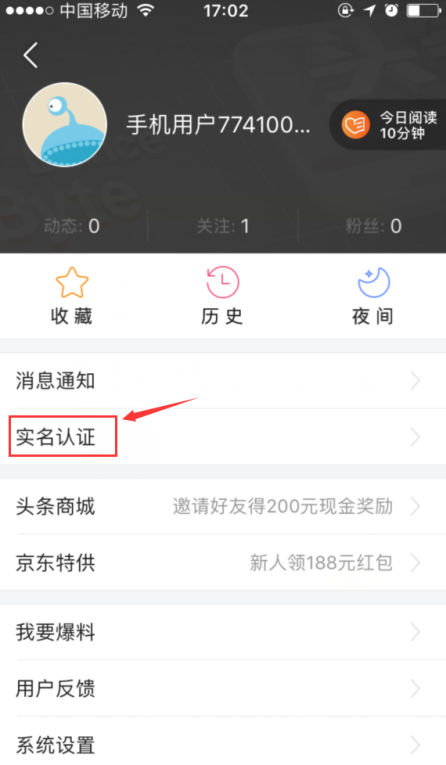 中国移动 17:02
手机用户774100...
今日阅读
10分钟
动态: 0 关注: 1 粉丝: 0
收藏 历史 夜间
消息通知
实名认证
头条商城 邀请好友得200元现金奖励
京东特供 新人领188元红包
我要爆料
用户反馈
系统设置